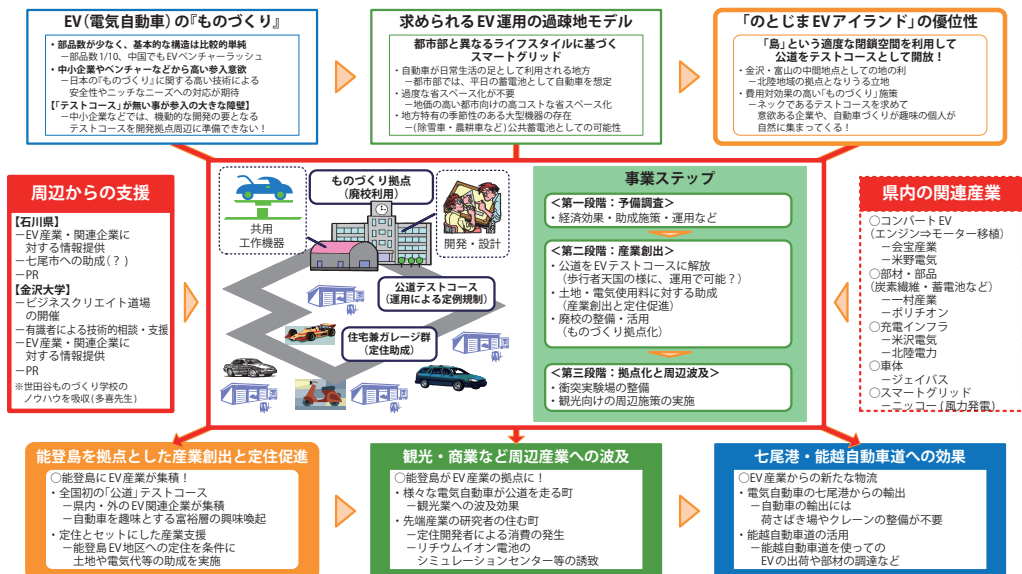 EV（電気自動車）の『ものづくり』
・部品数が少なく、基本的な構造は比較的単純
－部品数1/10、中国でもEVベンチャーラッシュ
・中小企業やベンチャーなどから高い参入意欲
－日本の『ものづくり』に関する高い技術による
安全性やニッチなニーズへの対応が期待
【「テストコース」が無い事が参入の大きな障壁】
－中小企業などでは、機動的な開発の要となる
テストコースを開発拠点周辺に準備できない！
求められるEV運用の過疎地モデル
都市部と異なるライフスタイルに基づく
スマートグリッド
・自動車が日常生活の足として利用される地方
－都市部では、平日の蓄電池として自動車を想定
・過度な省スペース化が不要
－地価の高い都市向けの高コストな省スペース化
・地方特有の季節性のある大型機器の存在
－(除雪車・農耕車など)公共蓄電池としての可能性
「のとじまEVアイランド」の優位性
「島」という適度な閉鎖空間を利用して
公道をテストコースとして開放！
・金沢・富山の中間地点としての地の利
－北陸地域の拠点となりうる立地
・費用対効果の高い「ものづくり」施策
－ネックであるテストコースを求めて
意欲ある企業や、自動車づくりが趣味の個人が
自然に集まってくる！
周辺からの支援
【石川県】
－EV産業・関連企業に
対する情報提供
－七尾市への助成(？)
－PR
【金沢大学】
－ビジネスクリエイト道場
の開催
－有識者による技術的相談・支援
－EV産業・関連企業に
対する情報提供
－PR
※世田谷ものづくり学校の
ノウハウを吸収(多喜先生)
共用
工作機器
ものづくり拠点
（廃校利用）
開発・設計
公道テストコース
（運用による定例規制）
住宅兼ガレージ群
（定住助成）
事業ステップ
＜第一段階：予備調査＞
・経済効果・助成施策・運用など
＜第二段階：産業創出＞
・公道をEVテストコースに解放
（歩行者天国の様に、運用で可能？）
・土地・電気使用料に対する助成
（産業創出と定住促進）
・廃校の整備・活用
（ものづくり拠点化）
＜第三段階：拠点化と周辺波及＞
・衝突実験場の整備
・観光向けの周辺施策の実施
県内の関連産業
○コンバートEV
（エンジン⇒モーター移植）
－会宝産業
－米野電気
○部材・部品
（炭素繊維・蓄電池など）
－一村産業
－ポリチオン
○充電インフラ
－米沢電気
－北陸電力
○車体
－ジェイバス
○スマートグリッド
－ニッコー（風力発電）
能登島を拠点とした産業創出と定住促進
○能登島にEV産業が集積！
・全国初の「公道」テストコース
－県内・外のEV関連企業が集積
－自動車を趣味とする富裕層の興味喚起
・定住とセットにした産業支援
－能登島EV地区への定住を条件に
土地や電気代等の助成を実施
観光・商業など周辺産業への波及
○能登島がEV産業の拠点に！
・様々な電気自動車が公道を走る町
－観光業への波及効果
・先端産業の研究者の住む町
－定住開発者による消費の発生
－リチウムイオン電池の
シミュレーションセンター等の誘致
七尾港・能越自動車道への効果
○EV産業からの新たな物流
・電気自動車の七尾港からの輸出
－自動車の輸出には
荷さばき場やクレーンの整備が不要
・能越自動車道の活用
－能越自動車道を使っての
EVの出荷や部材の調達など